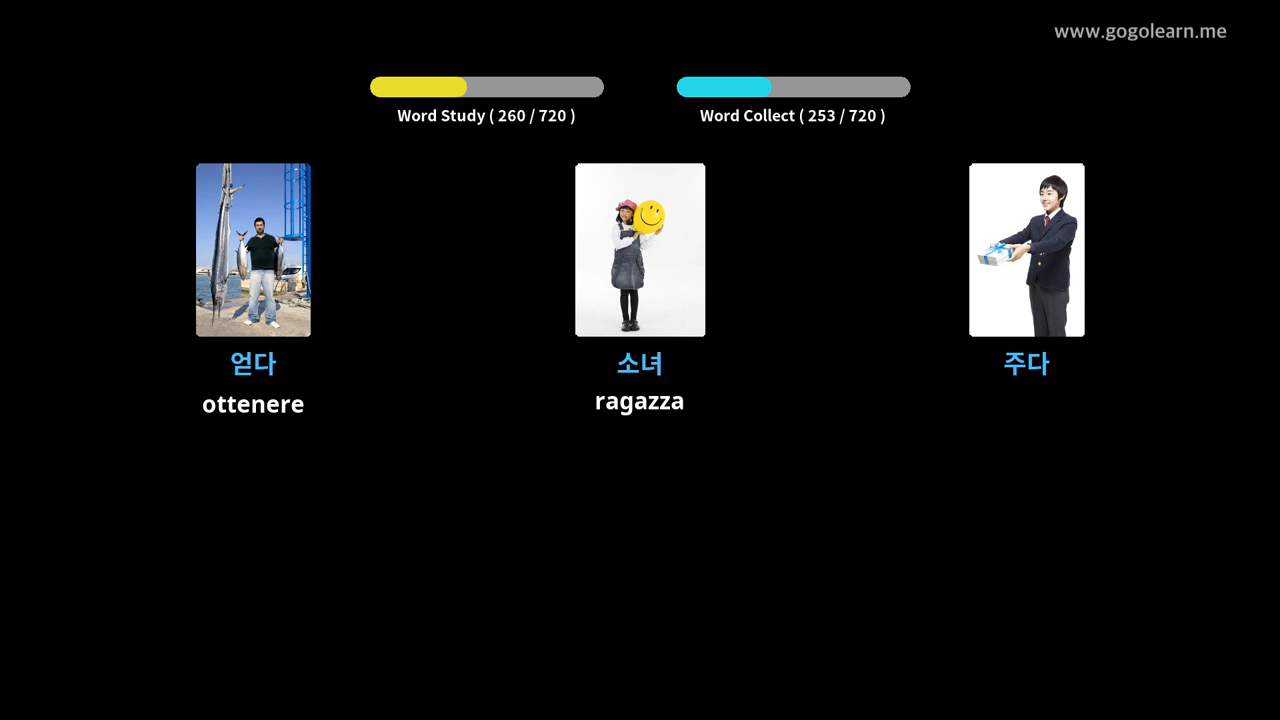 www.gogolearn.me
Word Study ( 260 / 720 )
Word Collect ( 253 / 720 )
얻다
소녀
주다
ottenere
ragazza